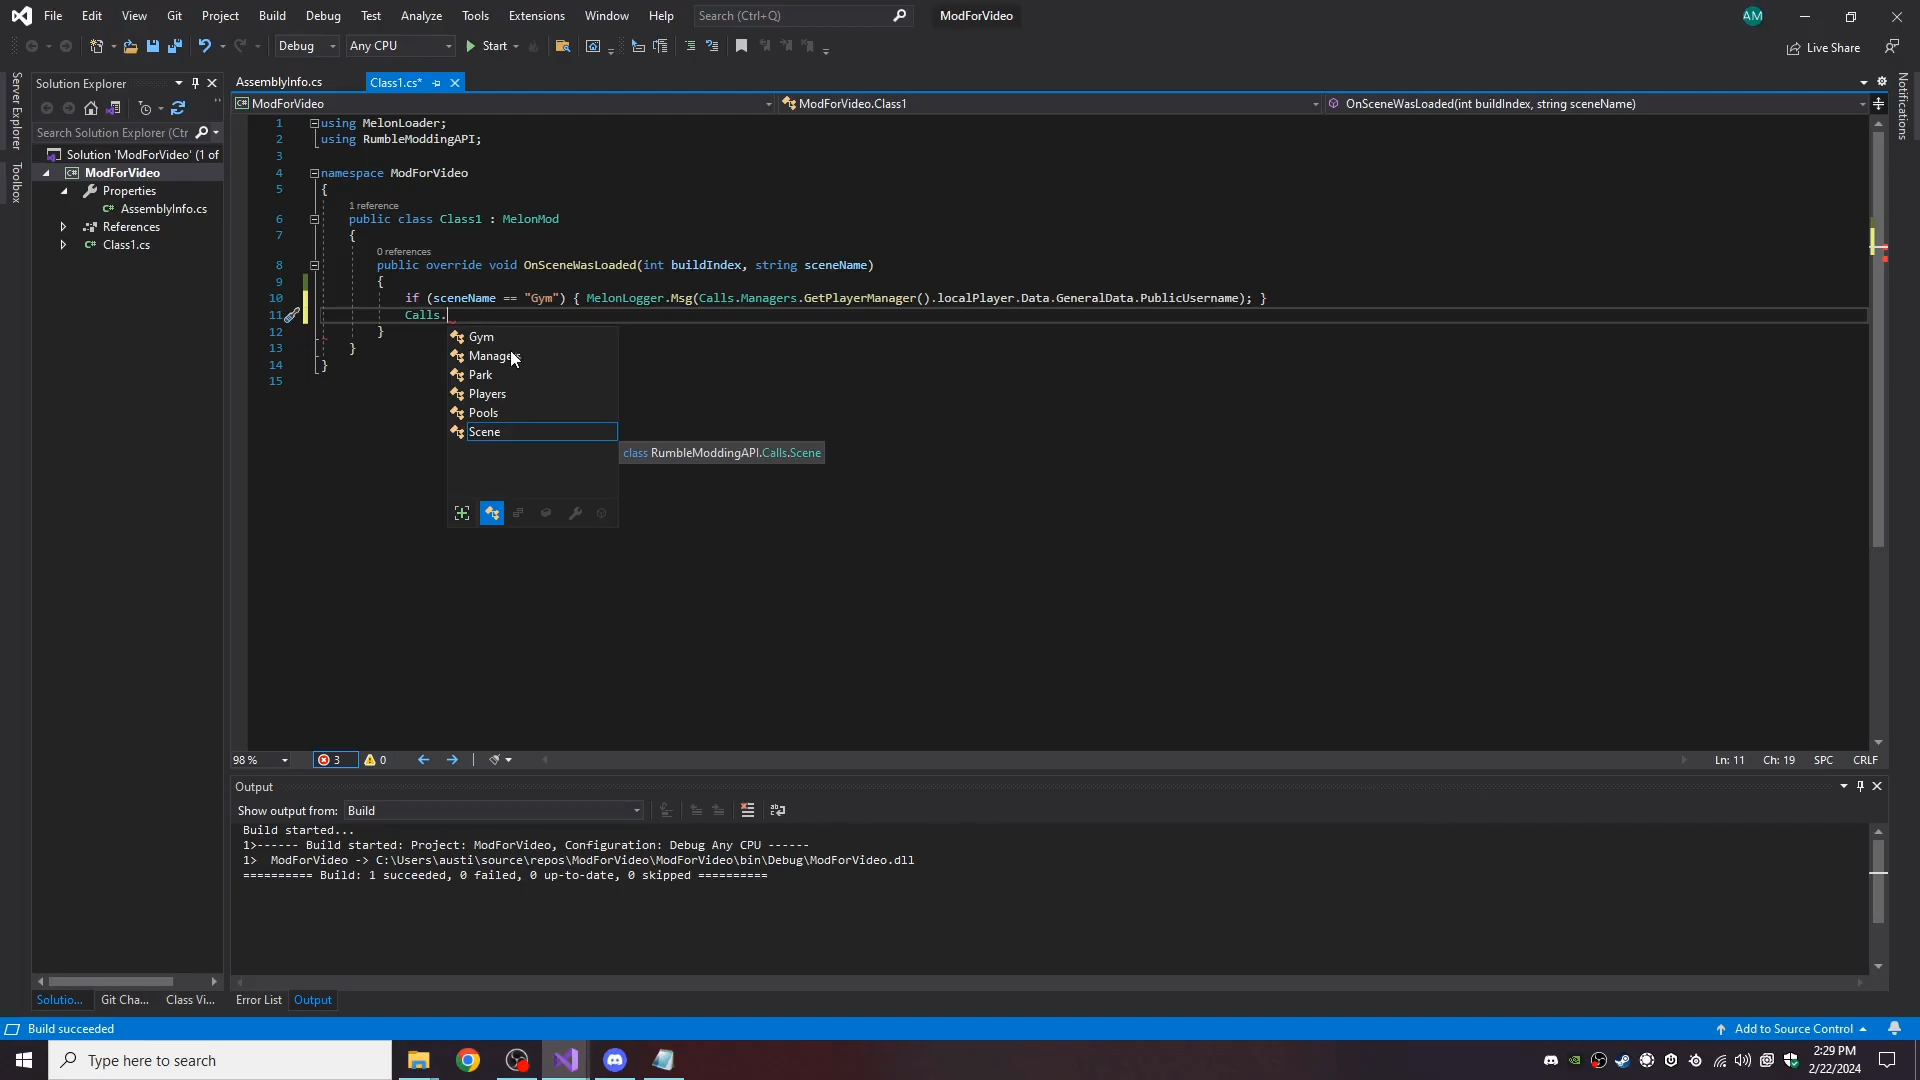 File Edit View Git Project Build Debug Test Analyze Tools Extensions Window Help Search (Ctrl+Q) ModForVideo AM
Debug Any CPU Start Live Share
Server Explorer
Toolbox
Notifications
Solution Explorer
Search Solution Explorer (Ctr
Solution 'ModForVideo' (1 of
ModForVideo
Properties
AssemblyInfo.cs
References
Class1.cs
AssemblyInfo.cs Class1.cs*
ModForVideo ModForVideo.Class1 OnSceneWasLoaded(int buildIndex, string sceneName)
1 using MelonLoader;
2 using RumbleModdingAPI;
3
4 namespace ModForVideo
5 {
1 reference
6 public class Class1 : MelonMod
7 {
0 references
8 public override void OnSceneWasLoaded(int buildIndex, string sceneName)
9 {
10 if (sceneName == "Gym") { MelonLogger.Msg(Calls.Managers.GetPlayerManager().localPlayer.Data.GeneralData.PublicUsername); }
11 Calls.
12 }
13 }
14 }
15
Gym
Managers
Park
Players
Pools
Scene
class RumbleModdingAPI.Calls.Scene
98 % 3 0 Ln: 11 Ch: 19 SPC CRLF
Output
Show output from: Build
Build started...
1>------ Build started: Project: ModForVideo, Configuration: Debug Any CPU ------
1> ModForVideo -> C:\Users\austi\source\repos\ModForVideo\ModForVideo\bin\Debug\ModForVideo.dll
========== Build: 1 succeeded, 0 failed, 0 up-to-date, 0 skipped ==========
Solutio... Git Cha... Class Vi... Error List Output
Build succeeded Add to Source Control
Type here to search
2:29 PM
2/22/2024